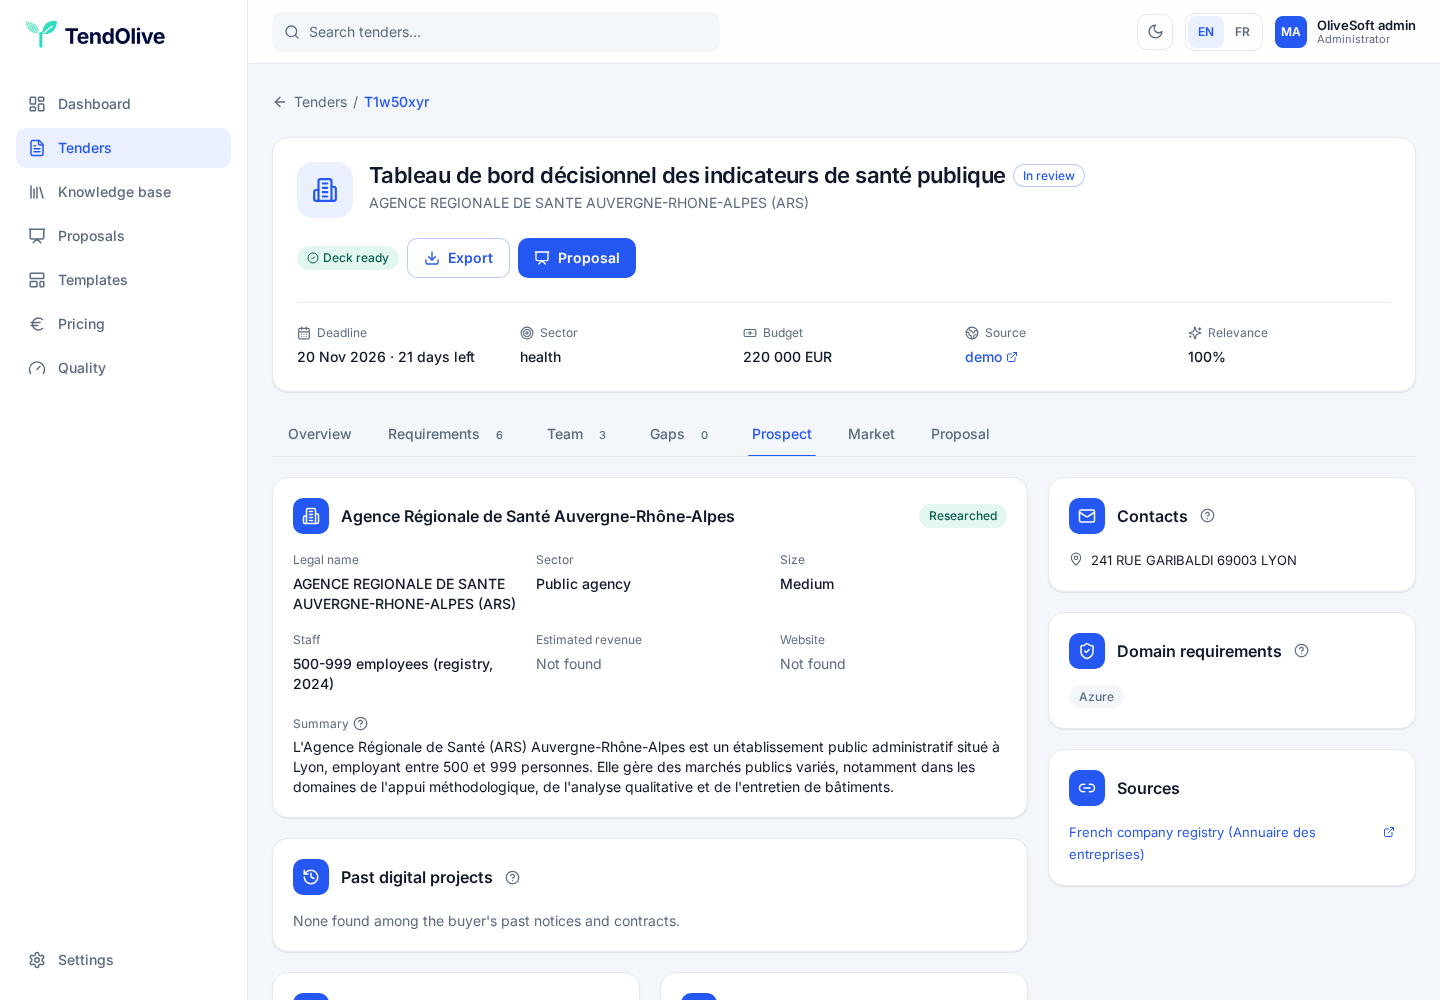 TendOlive
Search tenders...
EN
FR
MA
OliveSoft admin
Administrator
Dashboard
Tenders
Knowledge base
Proposals
Templates
Pricing
Quality
Settings
Tenders / T1w50xyr
Tableau de bord décisionnel des indicateurs de santé publique
In review
AGENCE REGIONALE DE SANTE AUVERGNE-RHONE-ALPES (ARS)
Deck ready
Export
Proposal
Deadline
20 Nov 2026 · 21 days left
Sector
health
Budget
220 000 EUR
Source
demo
Relevance
100%
Overview
Requirements 6
Team 3
Gaps 0
Prospect
Market
Proposal
Agence Régionale de Santé Auvergne-Rhône-Alpes
Researched
Legal name
AGENCE REGIONALE DE SANTE
AUVERGNE-RHONE-ALPES (ARS)
Sector
Public agency
Size
Medium
Staff
500-999 employees (registry,
2024)
Estimated revenue
Not found
Website
Not found
Summary
L'Agence Régionale de Santé (ARS) Auvergne-Rhône-Alpes est un établissement public administratif situé à
Lyon, employant entre 500 et 999 personnes. Elle gère des marchés publics variés, notamment dans les
domaines de l'appui méthodologique, de l'analyse qualitative et de l'entretien de bâtiments.
Past digital projects
None found among the buyer's past notices and contracts.
Contacts
241 RUE GARIBALDI 69003 LYON
Domain requirements
Azure
Sources
French company registry (Annuaire des
entreprises)